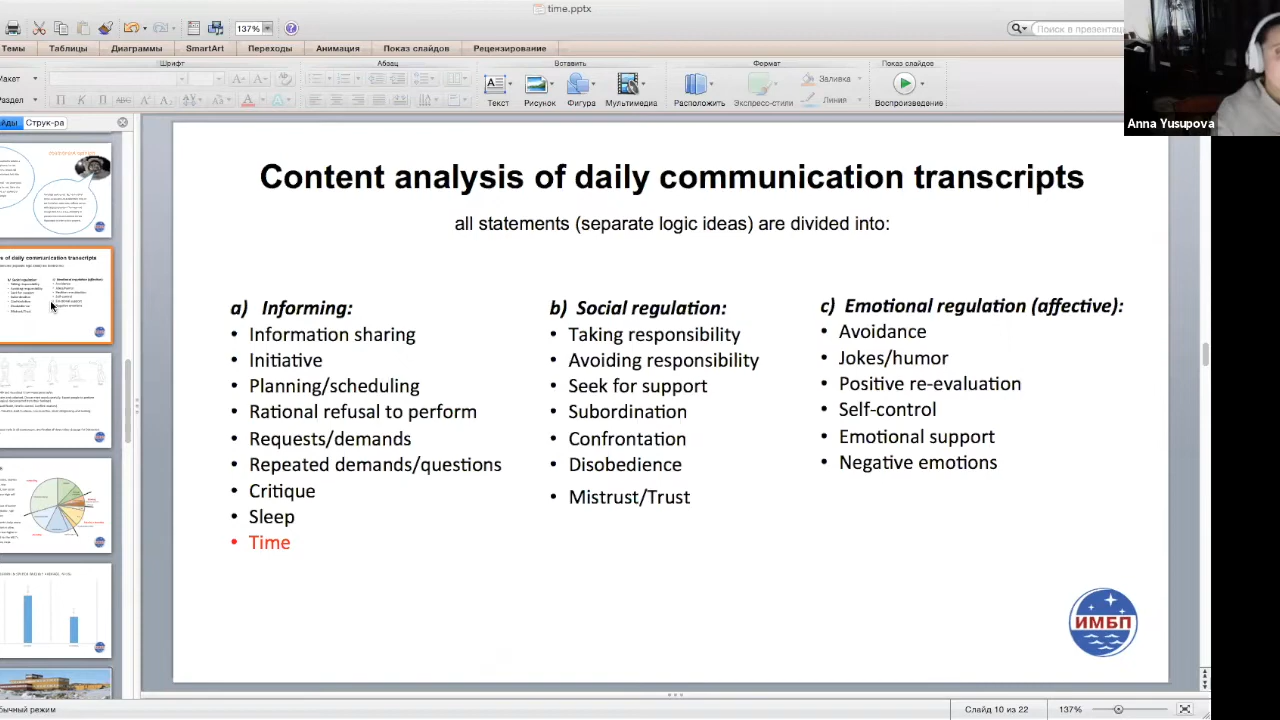 time.pptx
137%
Поиск в презентаци
Темы Таблицы Диаграммы SmartArt Переходы Анимация Показ слайдов Рецензирование
Шрифт Абзац Вставить Формат Показ слайдов
Заливка
Линия
Текст Рисунок Фигура Мультимедиа Расположить Экспресс-стили Воспроизведение
Струк-ра
Anna Yusupova
Content analysis of daily communication transcripts
all statements (separate logic ideas) are divided into:
a) Informing:
• Information sharing
• Initiative
• Planning/scheduling
• Rational refusal to perform
• Requests/demands
• Repeated demands/questions
• Critique
• Sleep
• Time
b) Social regulation:
• Taking responsibility
• Avoiding responsibility
• Seek for support
• Subordination
• Confrontation
• Disobedience
• Mistrust/Trust
c) Emotional regulation (affective):
• Avoidance
• Jokes/humor
• Positive re-evaluation
• Self-control
• Emotional support
• Negative emotions
ИМБП
Слайд 10 из 22 137%